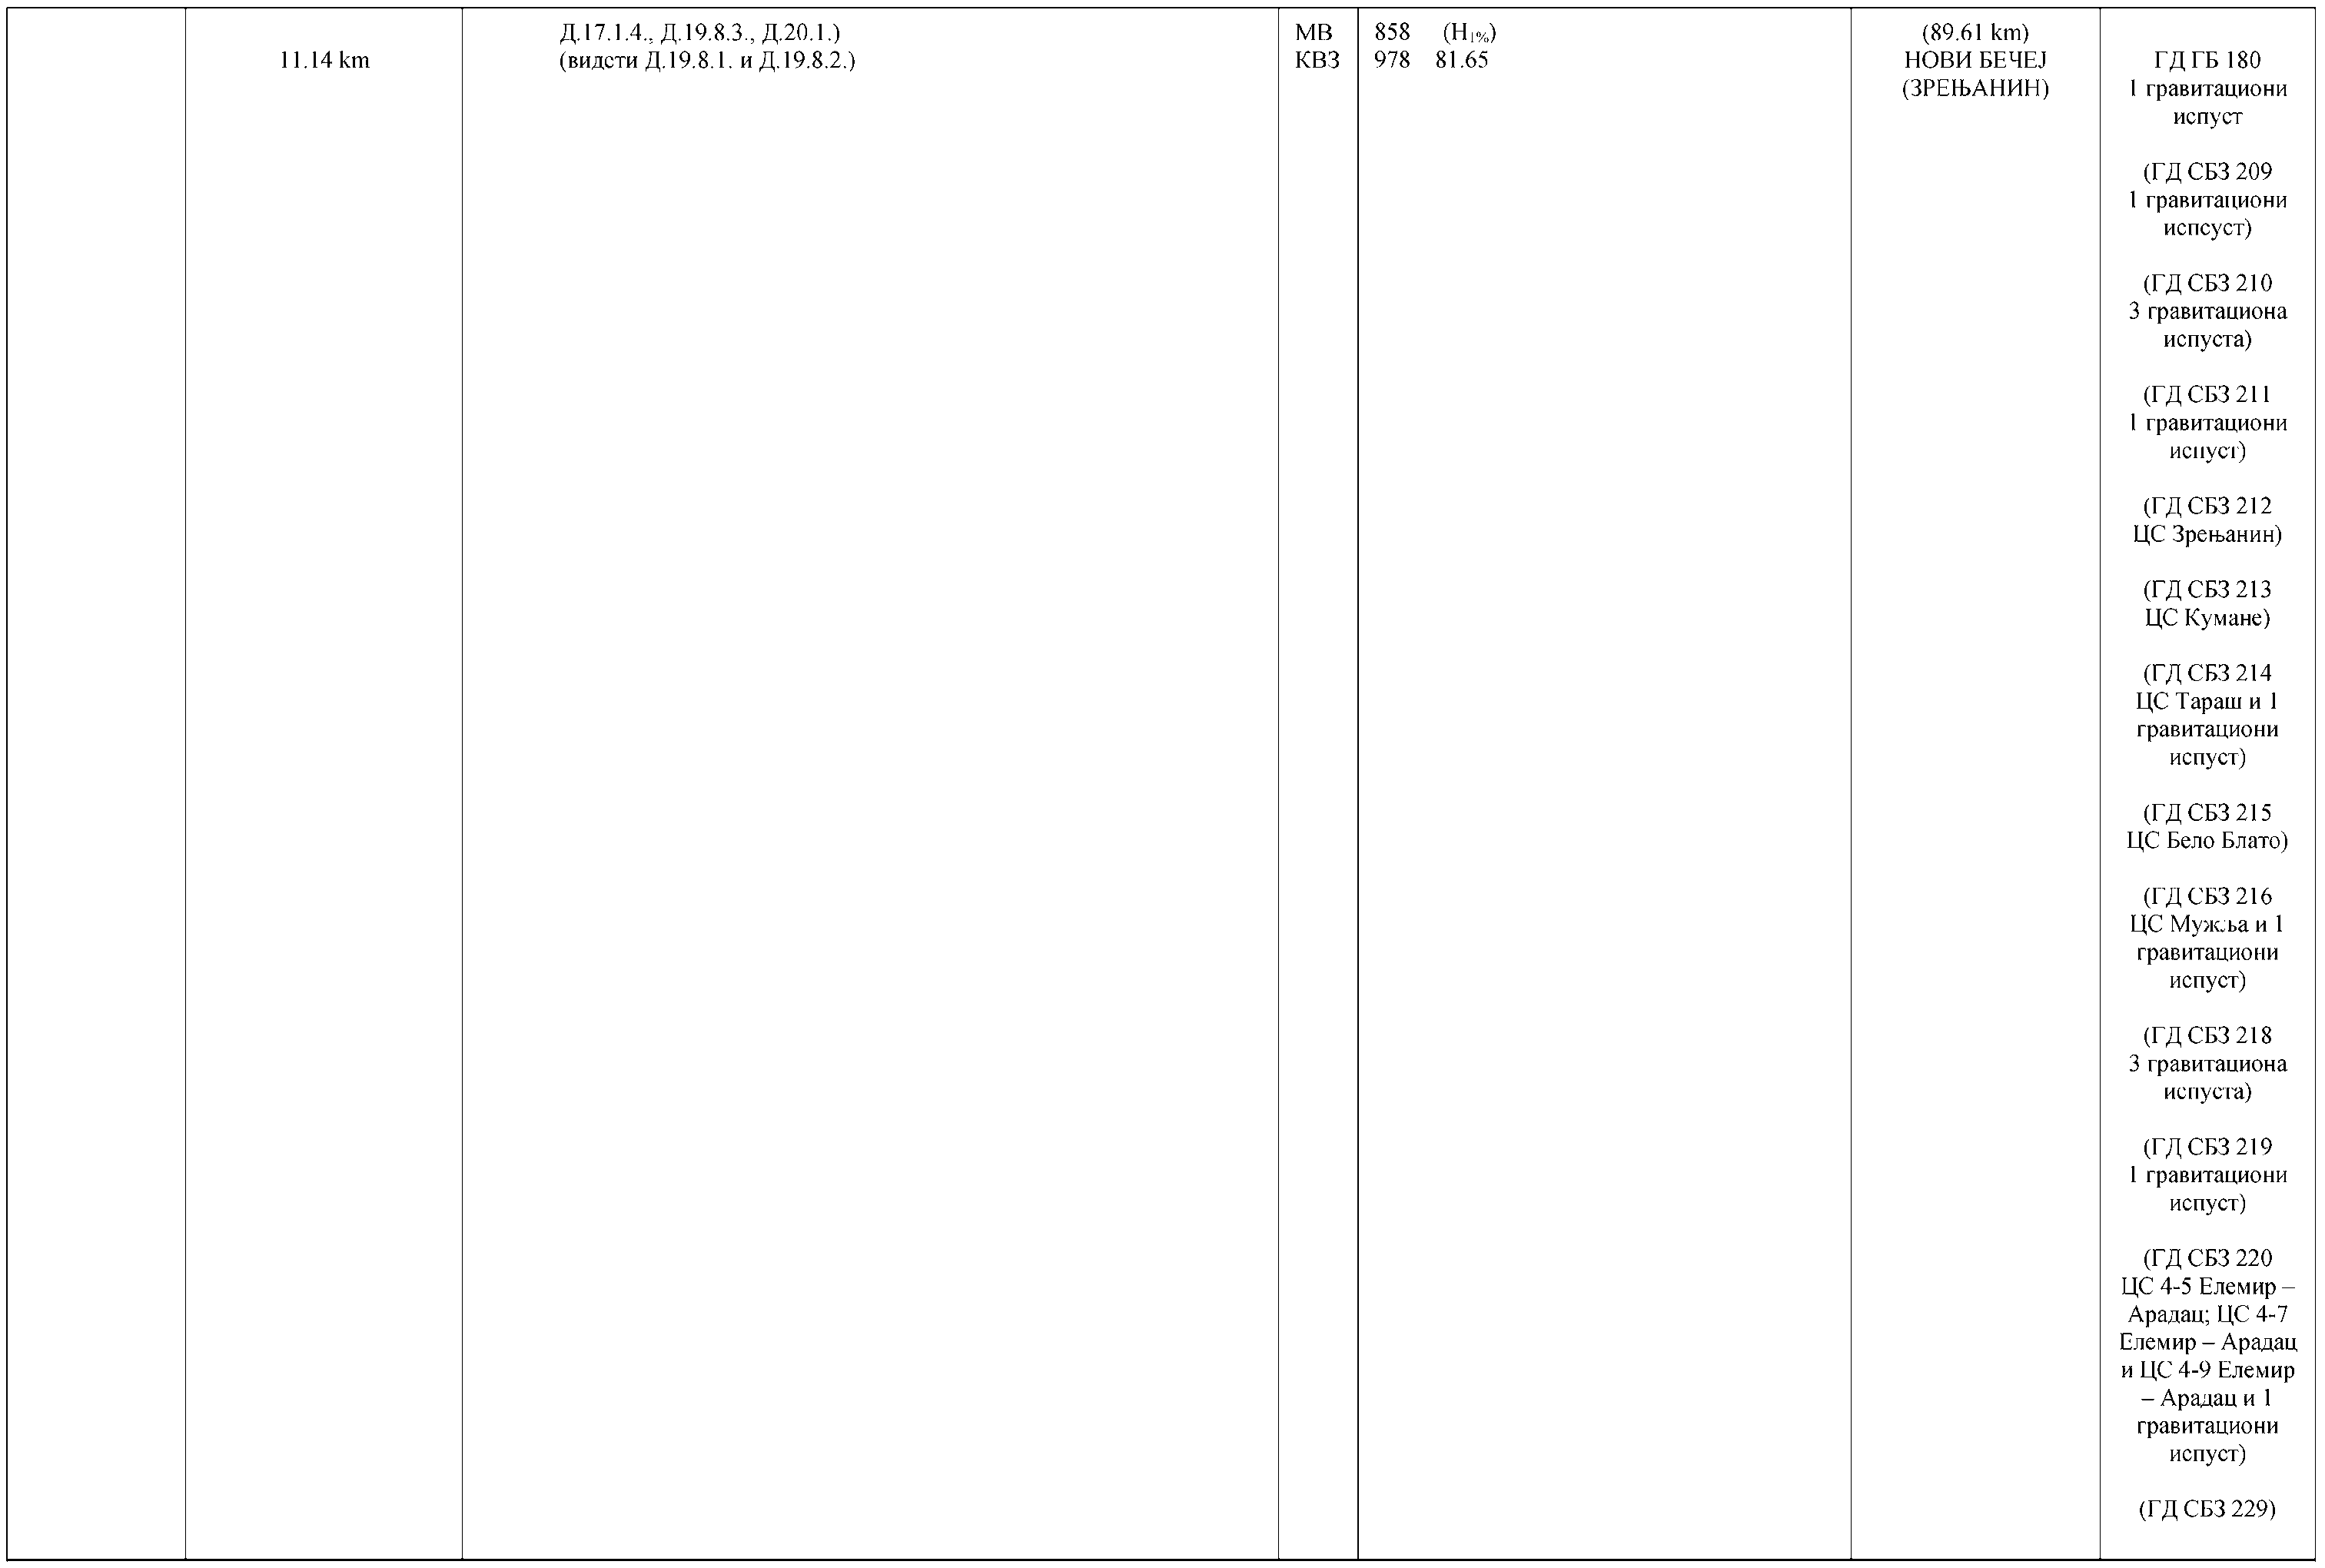 Д.17.1.4., Д.19.8.3., Д.20.1.) МВ 858 (H1%) (89.61 km)
11.14 km (видети Д.19.8.1. и Д.19.8.2.) КВЗ 978 81.65 НОВИ БЕЧЕЈ ГД ГБ 180
(ЗРЕЊАНИН) 1 гравитациони
испуст
(ГД СБЗ 209
1 гравитациони
испсуст)
(ГД СБЗ 210
3 гравитациона
испуста)
(ГД СБЗ 211
1 гравитациони
испуст)
(ГД СБЗ 212
ЦС Зрењанин)
(ГД СБЗ 213
ЦС Кумане)
(ГД СБЗ 214
ЦС Тараш и 1
гравитациони
испуст)
(ГД СБЗ 215
ЦС Бело Блато)
(ГД СБЗ 216
ЦС Мужља и 1
гравитациони
испуст)
(ГД СБЗ 218
3 гравитациона
испуста)
(ГД СБЗ 219
1 гравитациони
испуст)
(ГД СБЗ 220
ЦС 4-5 Елемир –
Арадац; ЦС 4-7
Елемир – Арадац
и ЦС 4-9 Елемир
– Арадац и 1
гравитациони
испуст)
(ГД СБЗ 229)